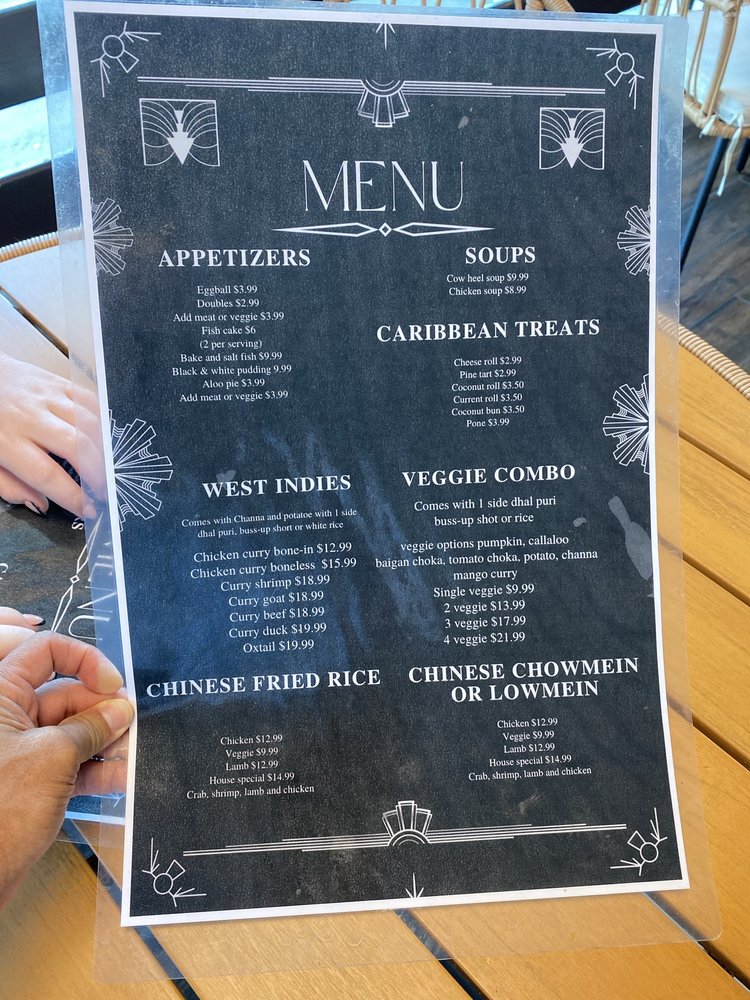 MENU
APPETIZERS
Eggball $3.99
Doubles $2.99
Add meat or veggie $3.99
Fish cake $6
(2 per serving)
Bake and salt fish $9.99
Black & white pudding 9.99
Aloo pie $3.99
Add meat or veggie $3.99
SOUPS
Cow heel soup $9.99
Chicken soup $8.99
CARIBBEAN TREATS
Cheese roll $2.99
Pine tart $2.99
Coconut roll $3.50
Current roll $3.50
Coconut bun $3.50
Pone $3.99
WEST INDIES
Comes with Channa and potatoe with 1 side
dhal puri, buss-up short or white rice
Chicken curry bone-in $12.99
Chicken curry boneless $15.99
Curry shrimp $18.99
Curry goat $18.99
Curry beef $18.99
Curry duck $19.99
Oxtail $19.99
VEGGIE COMBO
Comes with 1 side dhal puri
buss-up shot or rice
veggie options pumpkin, callaloo
baigan choka, tomato choka, potato, channa
mango curry
Single veggie $9.99
2 veggie $13.99
3 veggie $17.99
4 veggie $21.99
CHINESE FRIED RICE
Chicken $12.99
Veggie $9.99
Lamb $12.99
House special $14.99
Crab, shrimp, lamb and chicken
CHINESE CHOWMEIN
OR LOWMEIN
Chicken $12.99
Veggie $9.99
Lamb $12.99
House special $14.99
Crab, shrimp, lamb and chicken